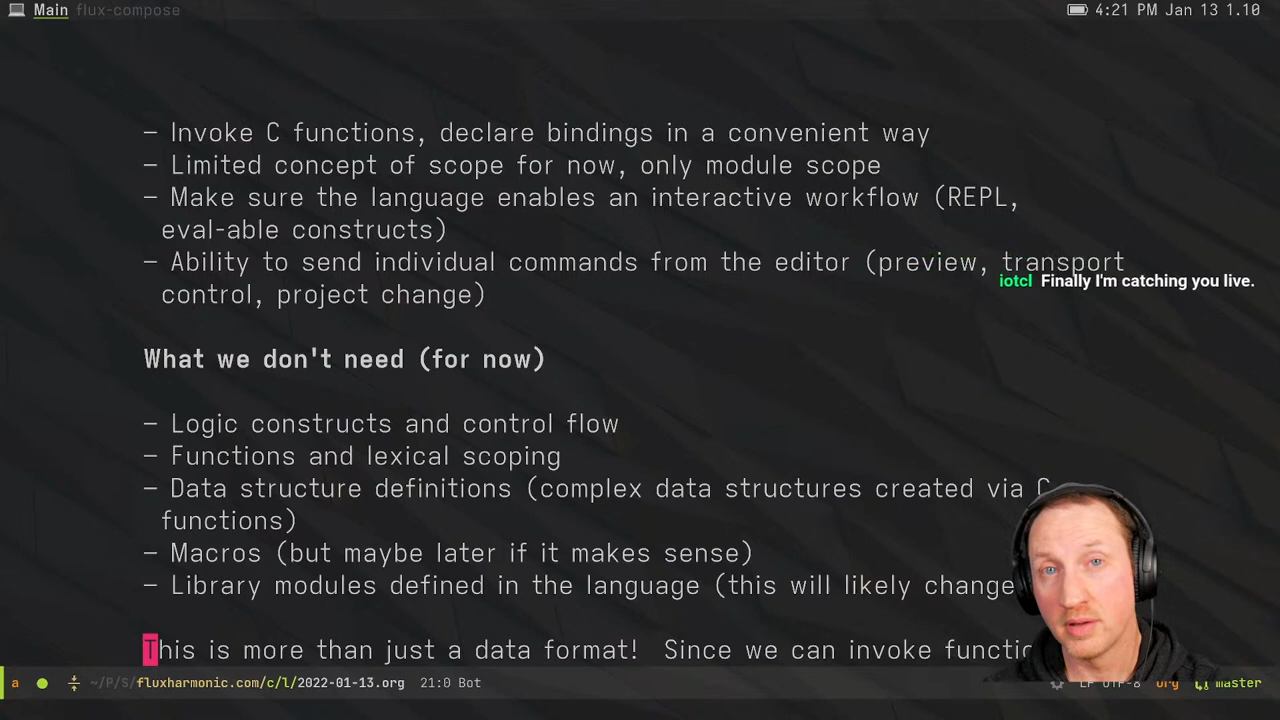 Main flux-compose
4:21 PM Jan 13 1.10
– Invoke C functions, declare bindings in a convenient way
– Limited concept of scope for now, only module scope
– Make sure the language enables an interactive workflow (REPL,
eval-able constructs)
– Ability to send individual commands from the editor (preview, transport
control, project change)
iotcl Finally I'm catching you live.
What we don't need (for now)
– Logic constructs and control flow
– Functions and lexical scoping
– Data structure definitions (complex data structures created via C
functions)
– Macros (but maybe later if it makes sense)
– Library modules defined in the language (this will likely change
This is more than just a data format!  Since we can invoke functio
a ~/P/S/fluxharmonic.com/c/l/2022-01-13.org 21:0 Bot LF UTF-8 org master